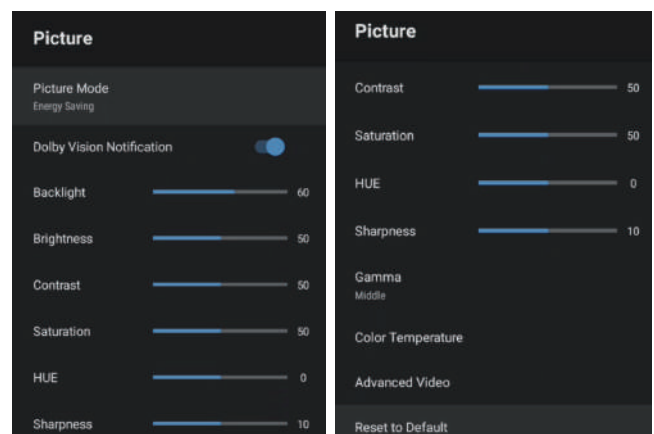 Picture
Picture Mode
Energy Saving
Dolby Vision Notification
Backlight 60
Brightness 50
Contrast 50
Saturation 50
HUE 0
Sharpness 10
Picture
Contrast 50
Saturation 50
HUE 0
Sharpness 10
Gamma
Middle
Color Temperature
Advanced Video
Reset to Default